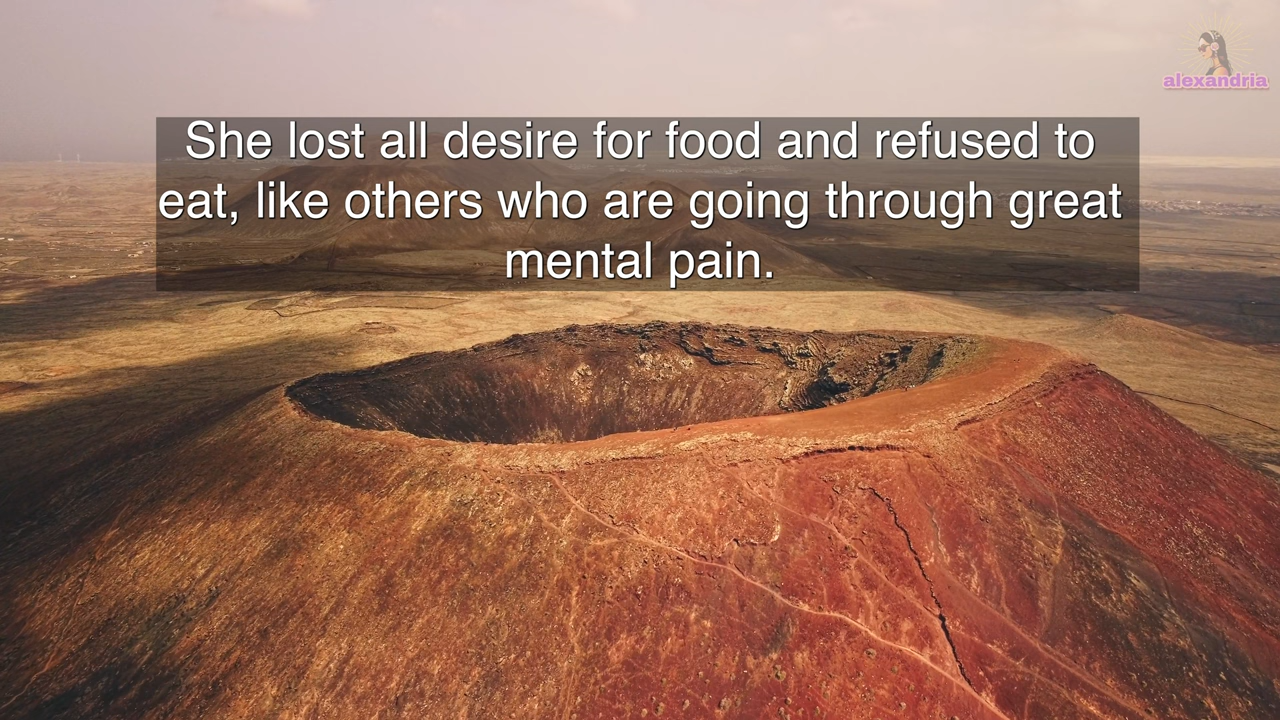 alexandria
She lost all desire for food and refused to
eat, like others who are going through great
mental pain.